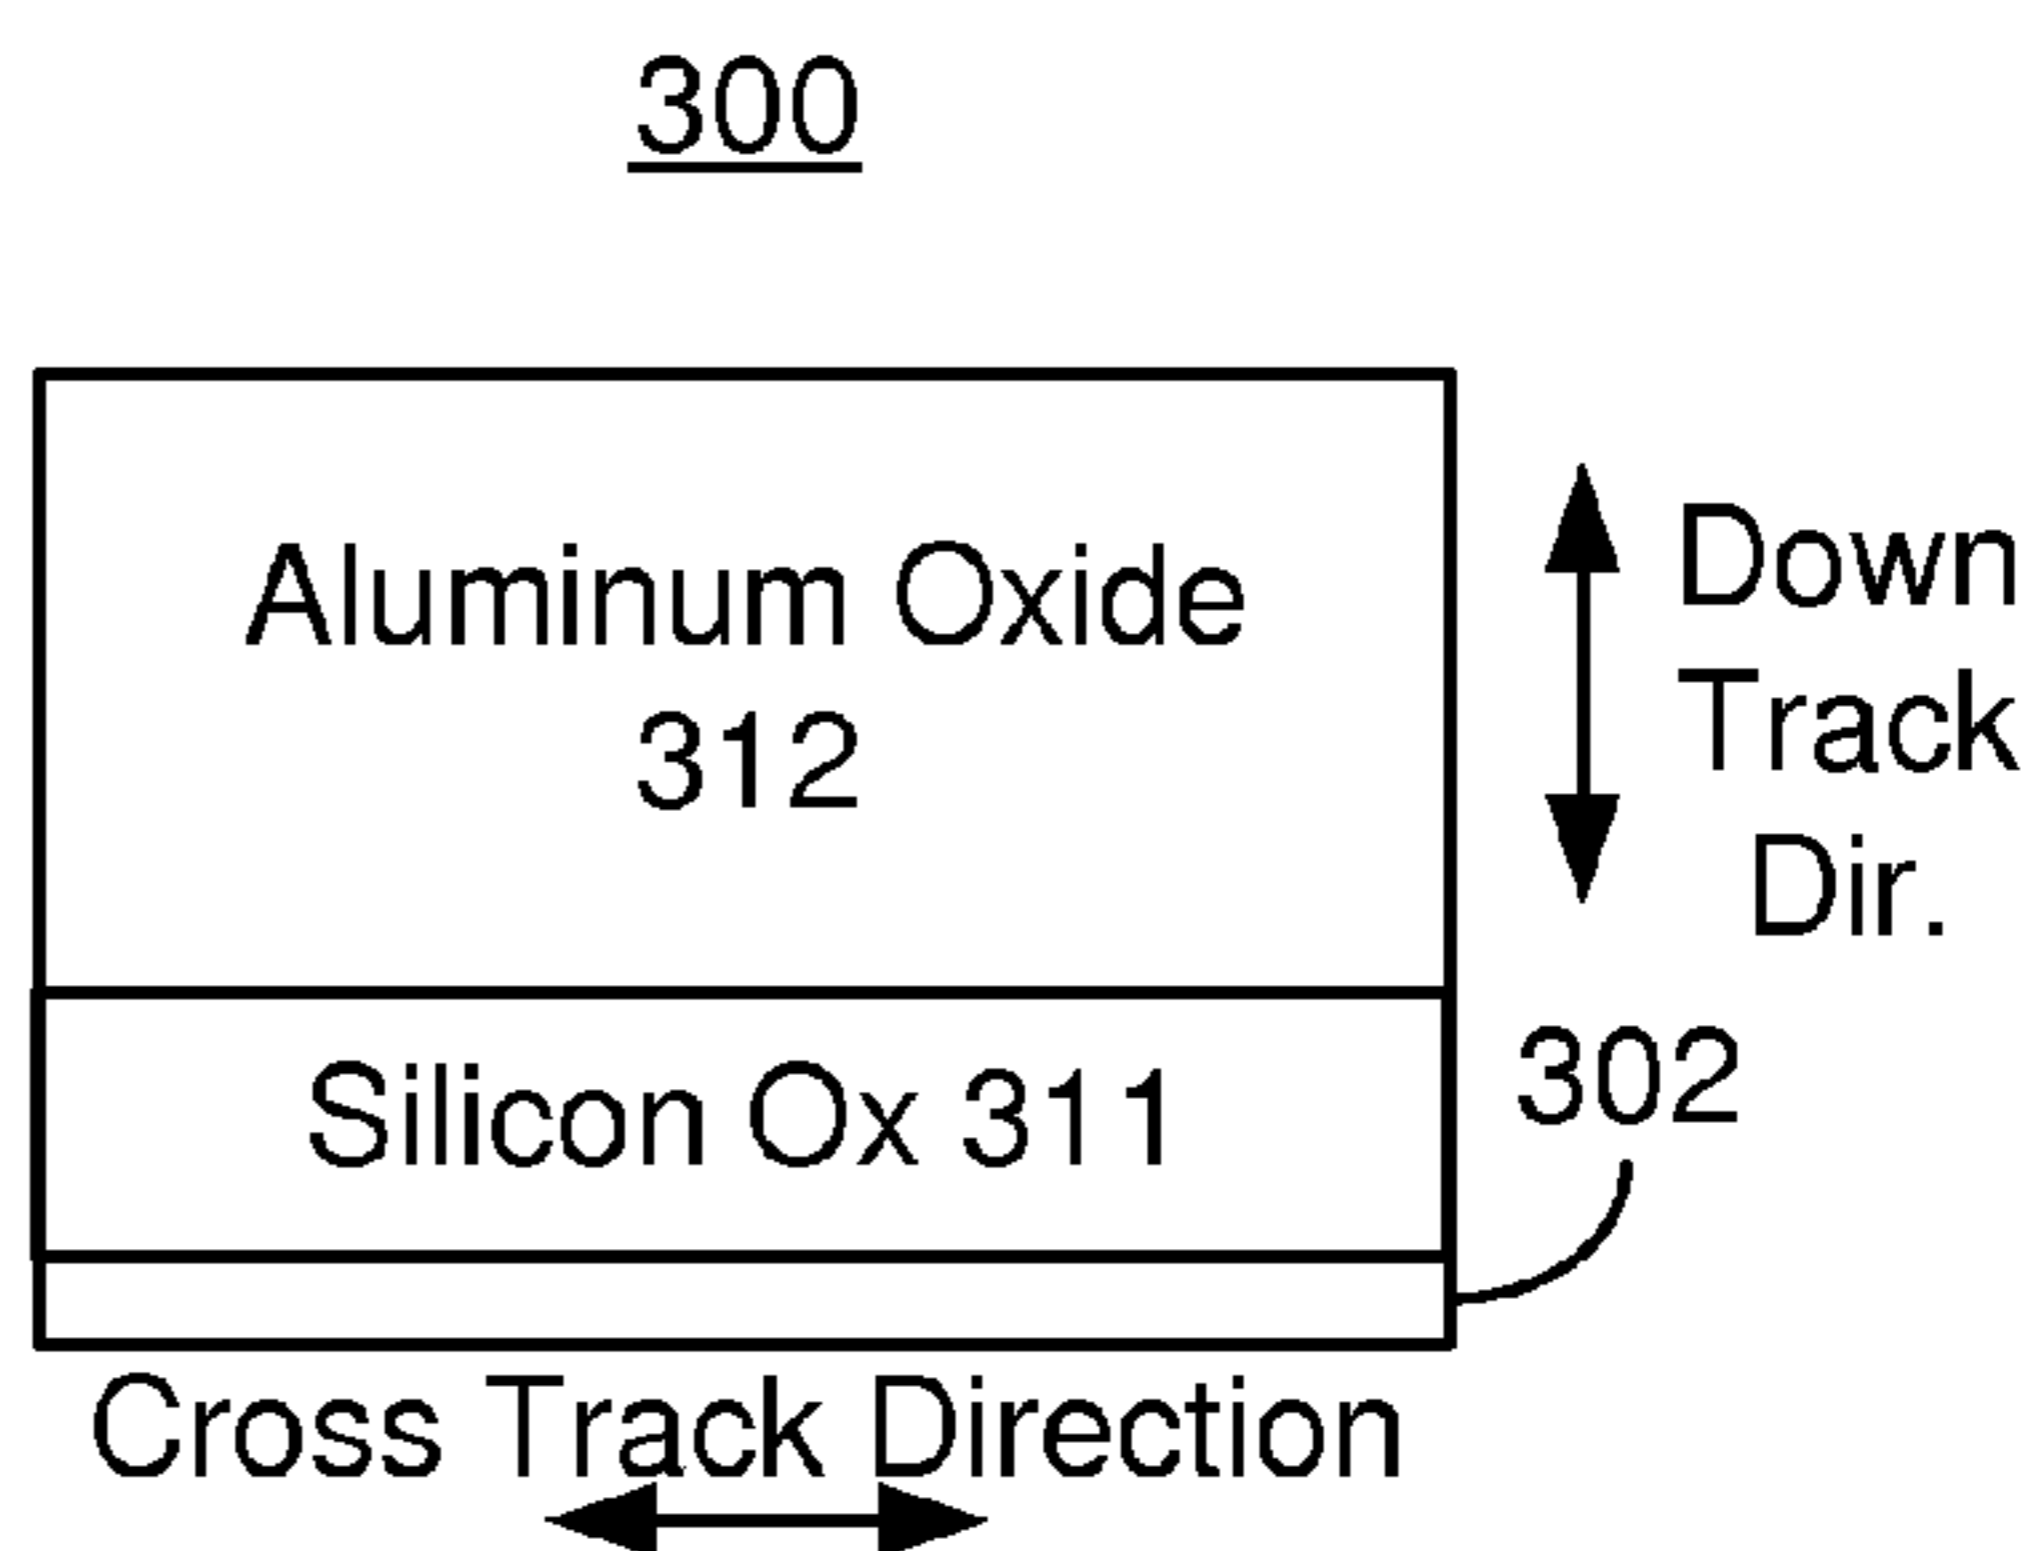 300
Aluminum Oxide
312
Down
Track
Dir.
Silicon Ox 311
302
Cross Track Direction